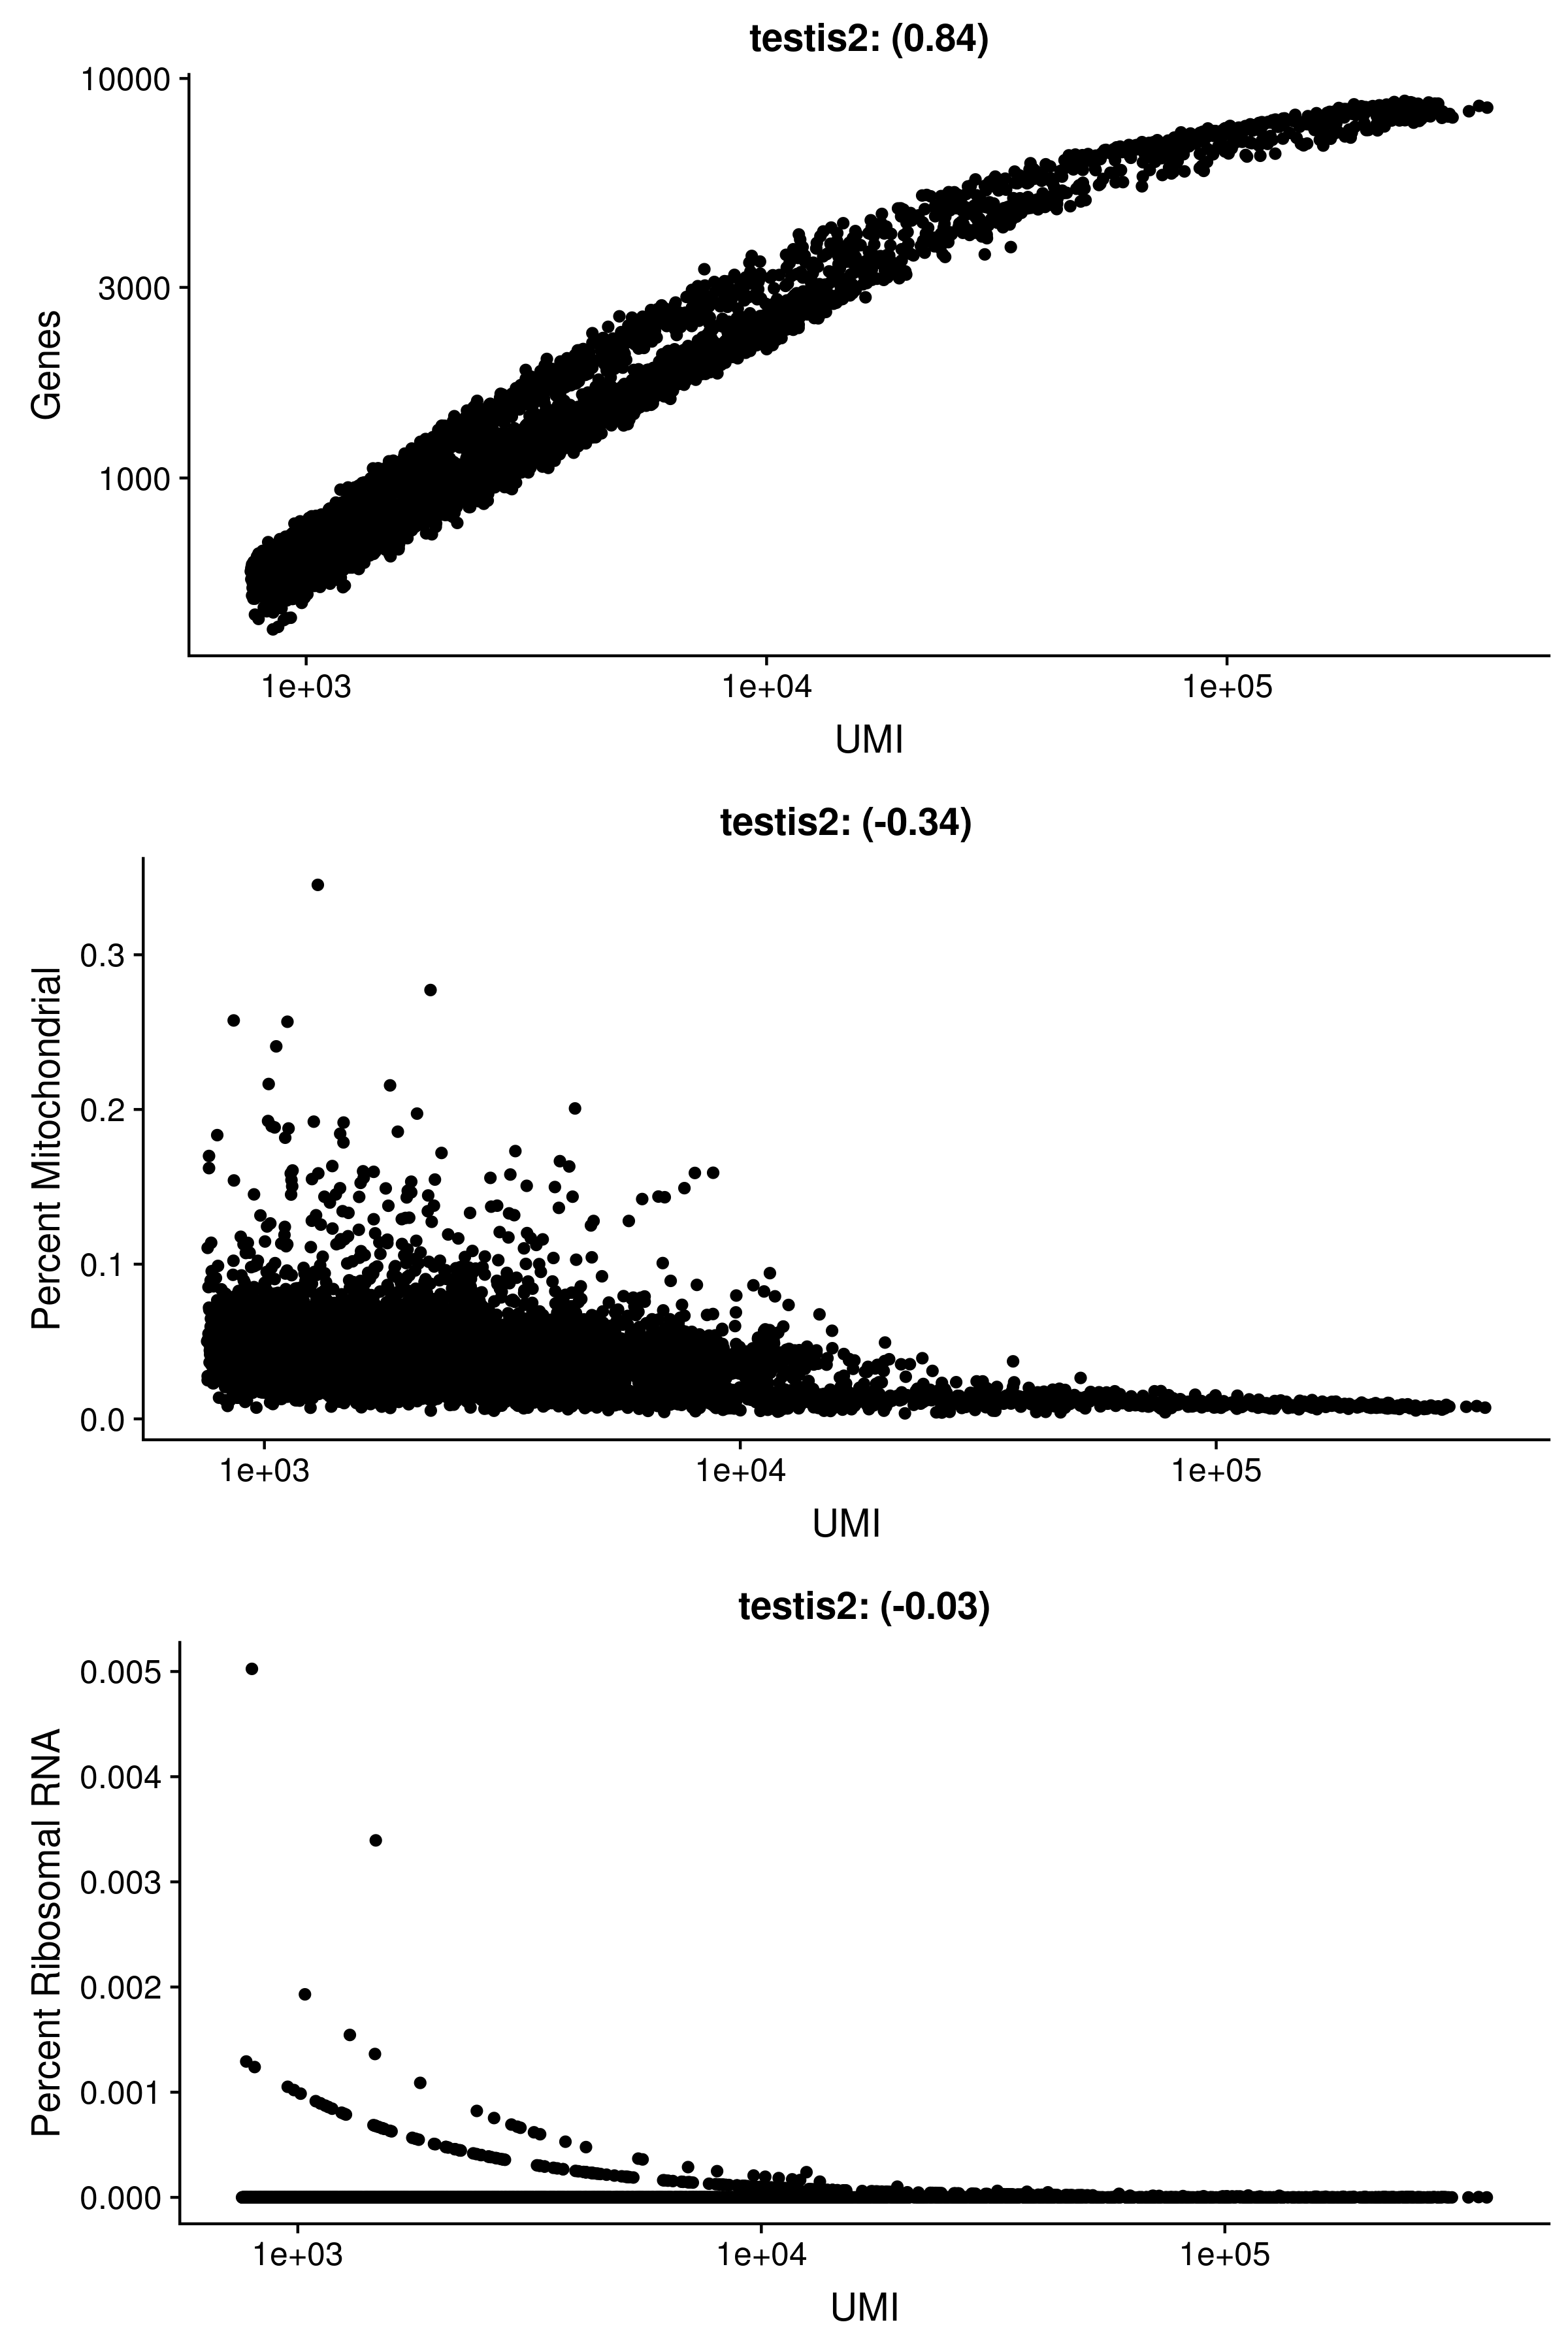 testis2: (0.84)
10000
3000
1000
Genes
1e+03 1e+04 1e+05
UMI
testis2: (-0.34)
0.3
0.2
0.1
0.0
Percent Mitochondrial
1e+03 1e+04 1e+05
UMI
testis2: (-0.03)
0.005
0.004
0.003
0.002
0.001
0.000
Percent Ribosomal RNA
1e+03 1e+04 1e+05
UMI